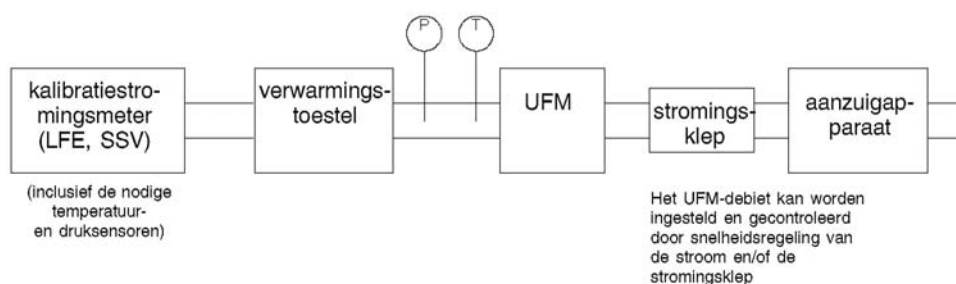 P
T
kalibratiestro-
mingsmeter
(LFE, SSV)
verwarmings-
toestel
UFM
stromings-
klep
aanzuigap-
paraat
(inclusief de nodige
temperatuur-
en druksensoren)
Het UFM-debiet kan worden
ingesteld en gecontroleerd
door snelheidsregeling van
de stroom en/of de
stromingsklep